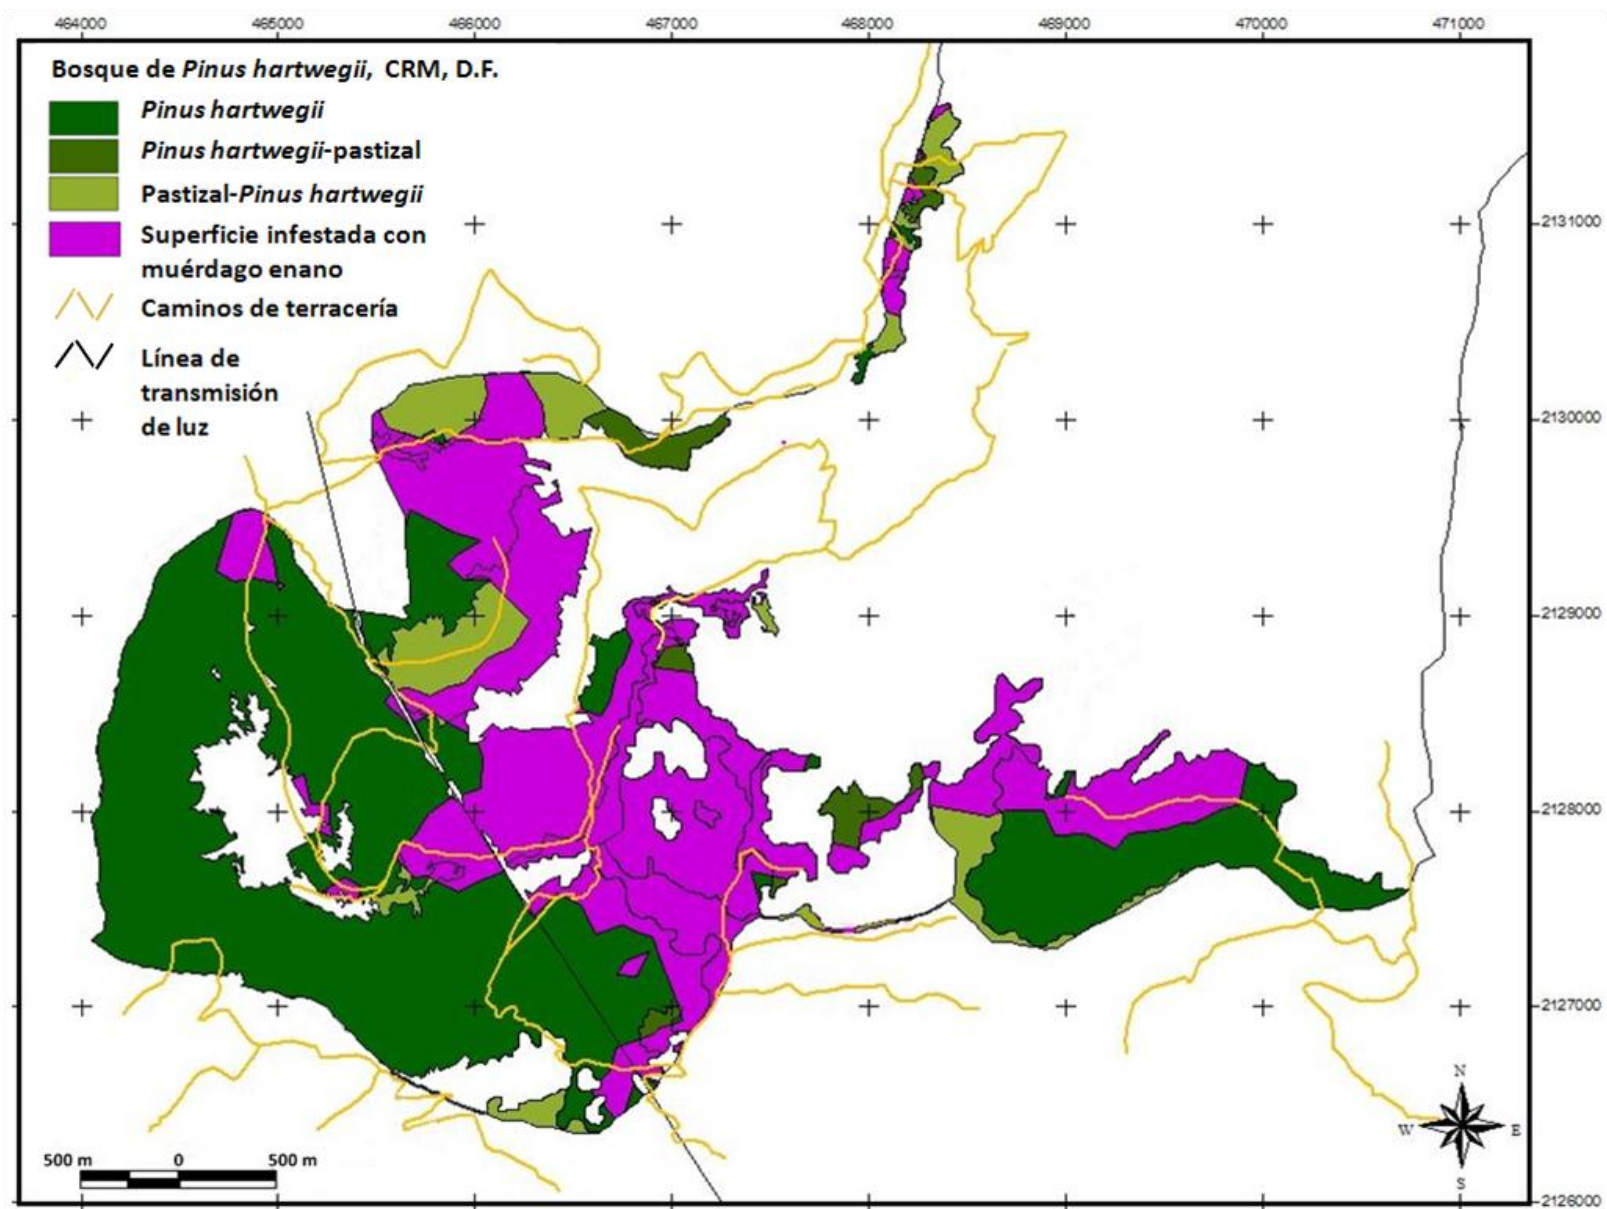 464000 465000 466000 467000 468000 469000 470000 471000
Bosque de Pinus hartwegii, CRM, D.F.
Pinus hartwegii
Pinus hartwegii-pastizal
Pastizal-Pinus hartwegii
Superficie infestada con
muérdago enano
Caminos de terracería
Línea de
transmisión
de luz
2131000
2130000
2129000
2128000
2127000
2126000
N
W E
S
500 m 0 500 m